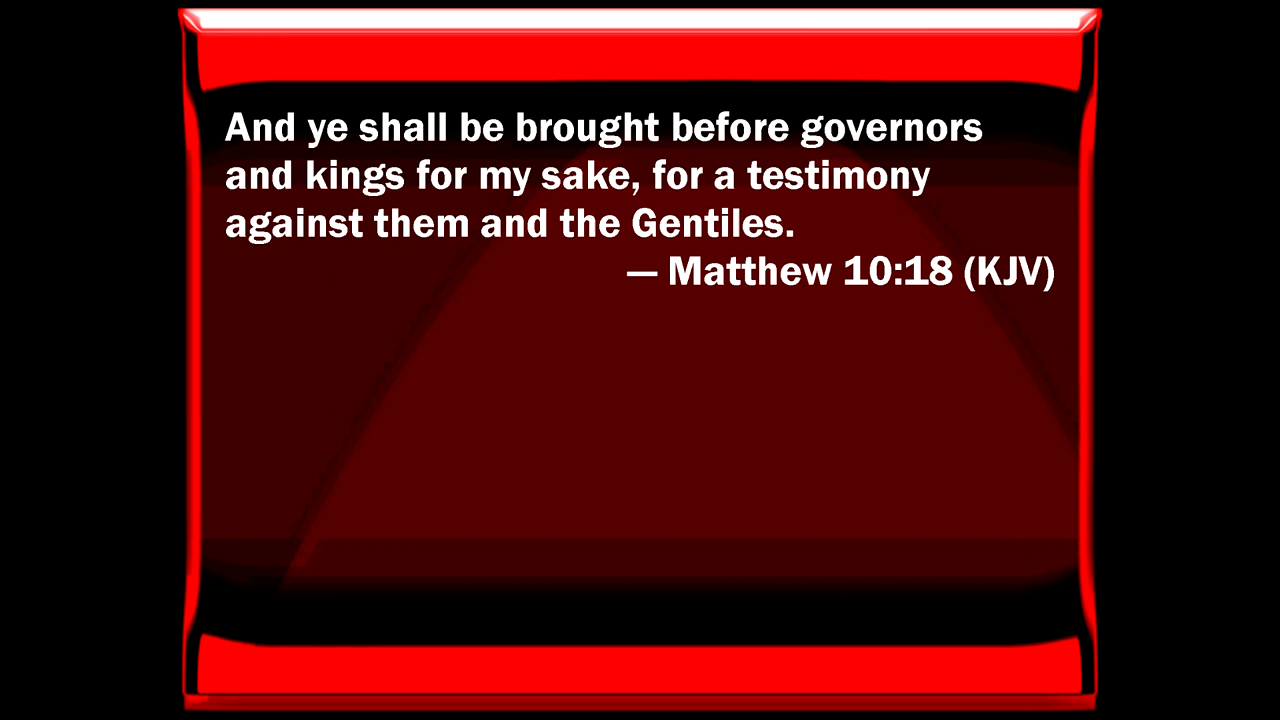 And ye shall be brought before governors
and kings for my sake, for a testimony
against them and the Gentiles.
— Matthew 10:18 (KJV)